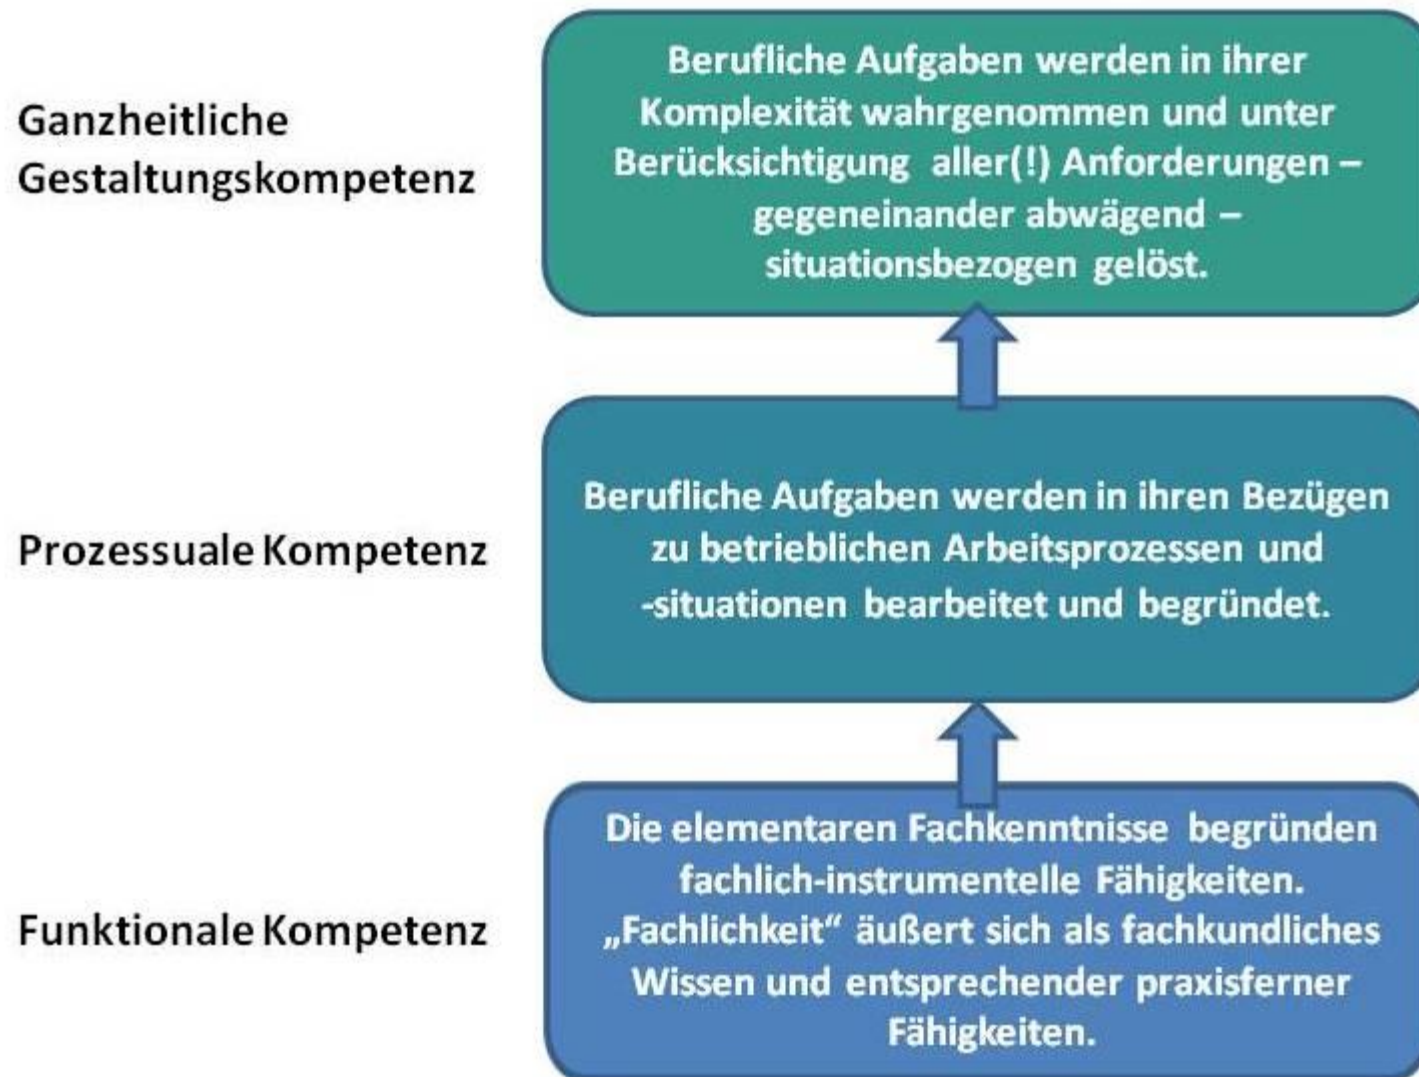 Ganzheitliche
Gestaltungskompetenz
Berufliche Aufgaben werden in ihrer
Komplexität wahrgenommen und unter
Berücksichtigung aller(!) Anforderungen –
gegeneinander abwägend –
situationsbezogen gelöst.
Prozessuale Kompetenz
Berufliche Aufgaben werden in ihren Bezügen
zu betrieblichen Arbeitsprozessen und
-situationen bearbeitet und begründet.
Funktionale Kompetenz
Die elementaren Fachkenntnisse begründen
fachlich-instrumentelle Fähigkeiten.
„Fachlichkeit“ äußert sich als fachkundliches
Wissen und entsprechender praxisferner
Fähigkeiten.